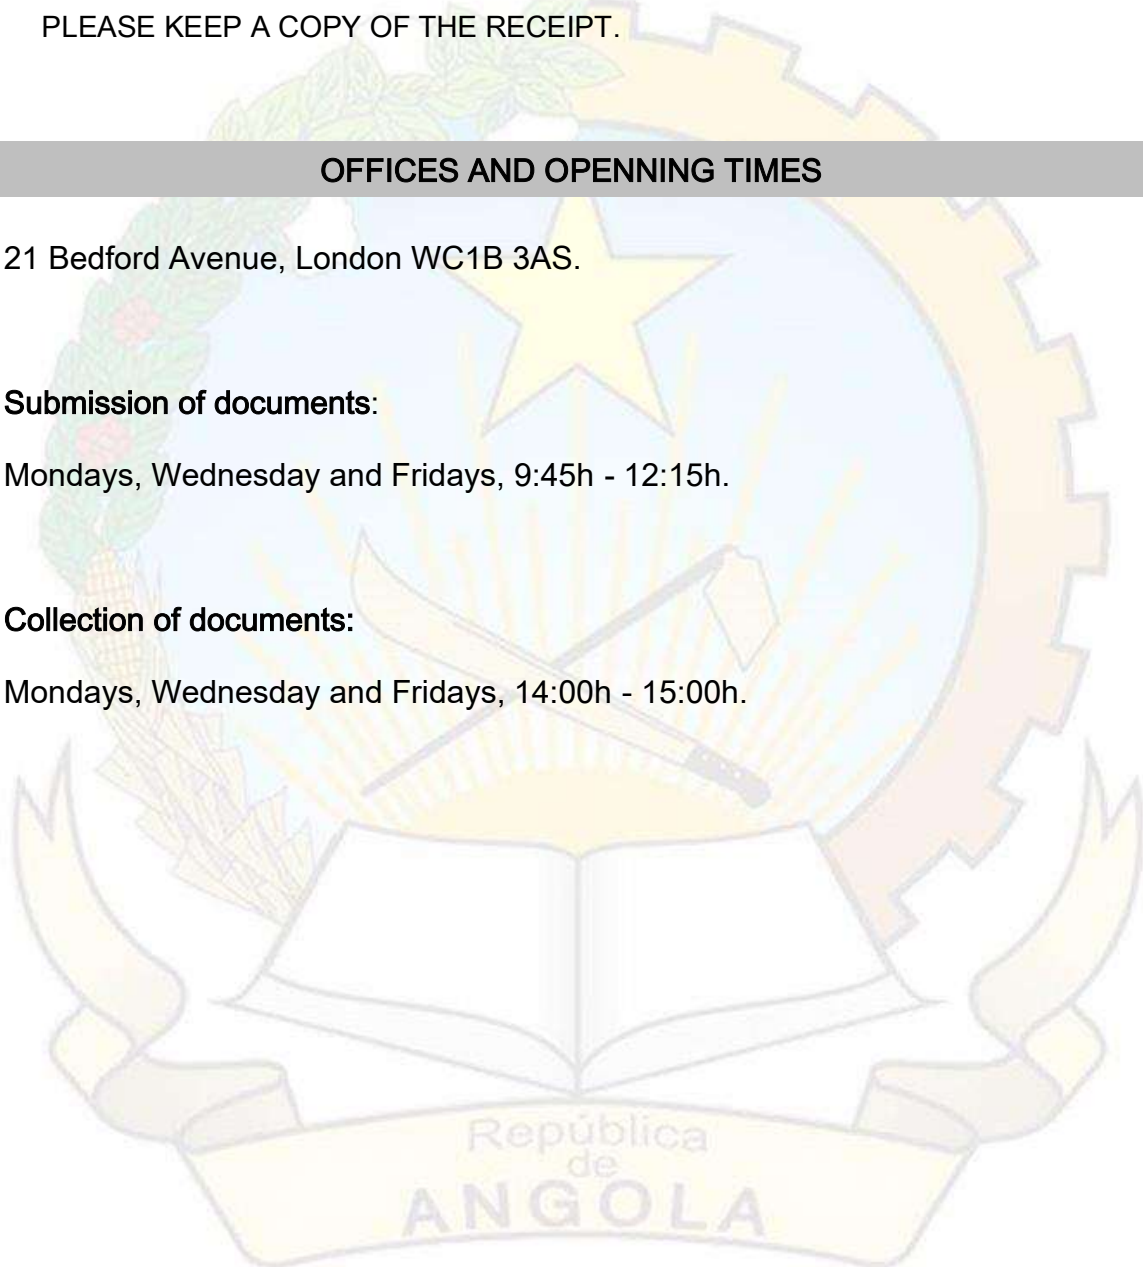 PLEASE KEEP A COPY OF THE RECEIPT.
OFFICES AND OPENNING TIMES
21 Bedford Avenue, London WC1B 3AS.
Submission of documents:
Mondays, Wednesday and Fridays, 9:45h - 12:15h.
Collection of documents:
Mondays, Wednesday and Fridays, 14:00h - 15:00h.
República
de
ANGOLA